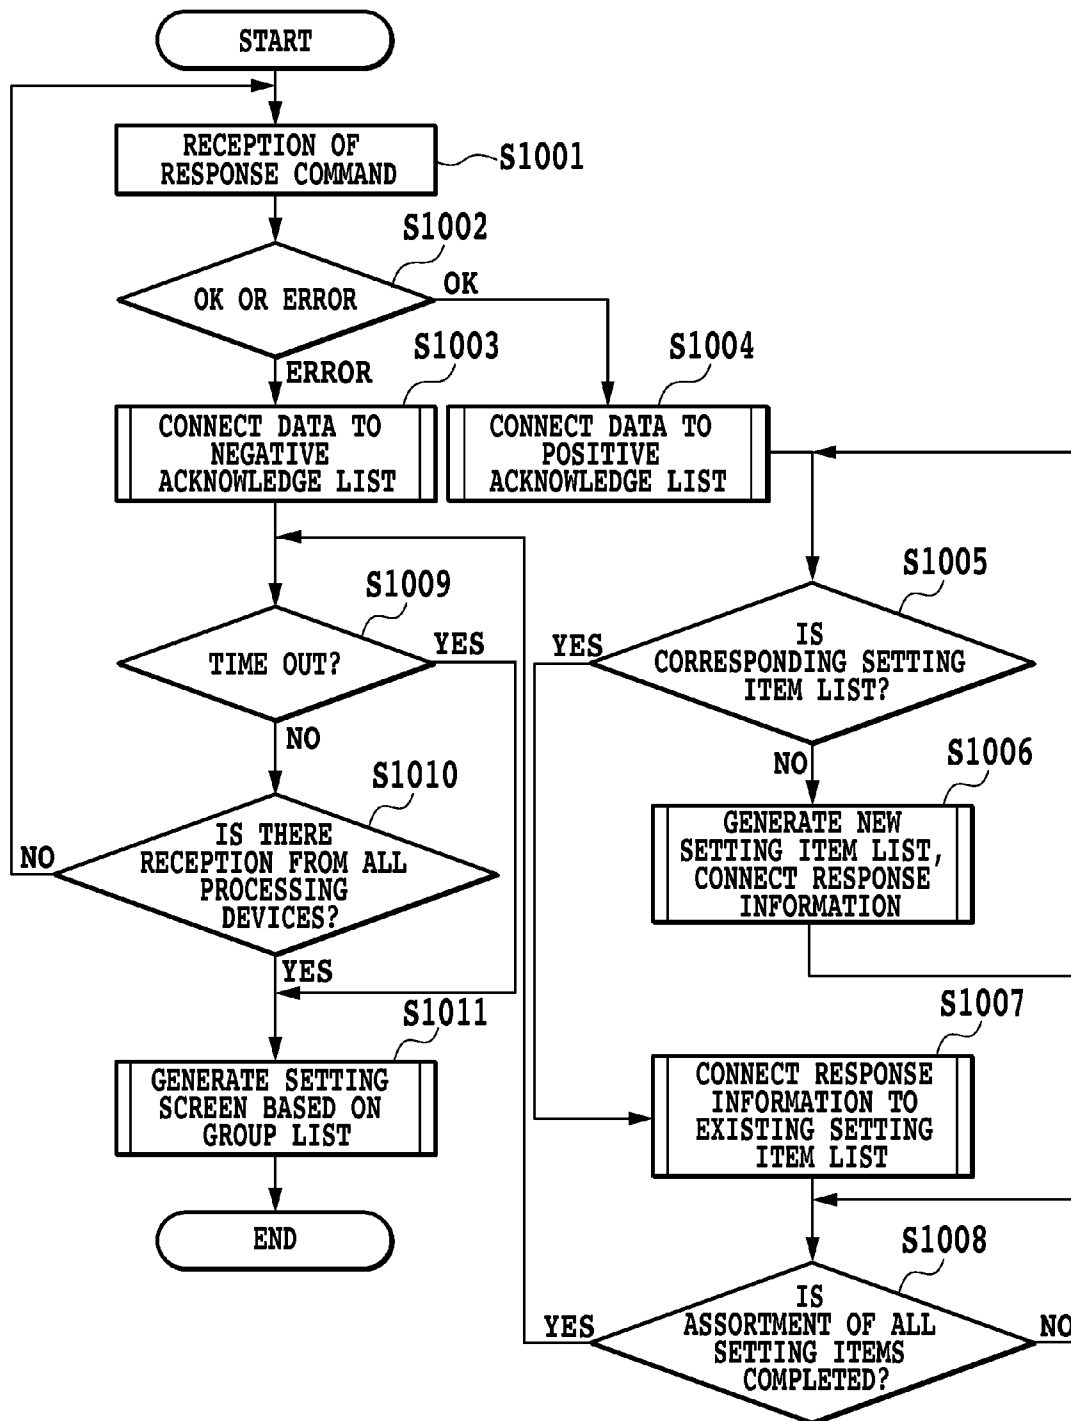 START
RECEPTION OF
RESPONSE COMMAND
S1001
S1002
OK OR ERROR
OK
ERROR
S1003
CONNECT DATA TO
NEGATIVE
ACKNOWLEDGE LIST
S1004
CONNECT DATA TO
POSITIVE
ACKNOWLEDGE LIST
S1005
IS
CORRESPONDING SETTING
ITEM LIST?
YES
NO
S1006
GENERATE NEW
SETTING ITEM LIST,
CONNECT RESPONSE
INFORMATION
S1007
CONNECT RESPONSE
INFORMATION TO
EXISTING SETTING
ITEM LIST
S1008
IS
ASSORTMENT OF ALL
SETTING ITEMS
COMPLETED?
YES
NO
S1009
TIME OUT?
YES
NO
S1010
IS THERE
RECEPTION FROM ALL
PROCESSING
DEVICES?
NO
YES
S1011
GENERATE SETTING
SCREEN BASED ON
GROUP LIST
END